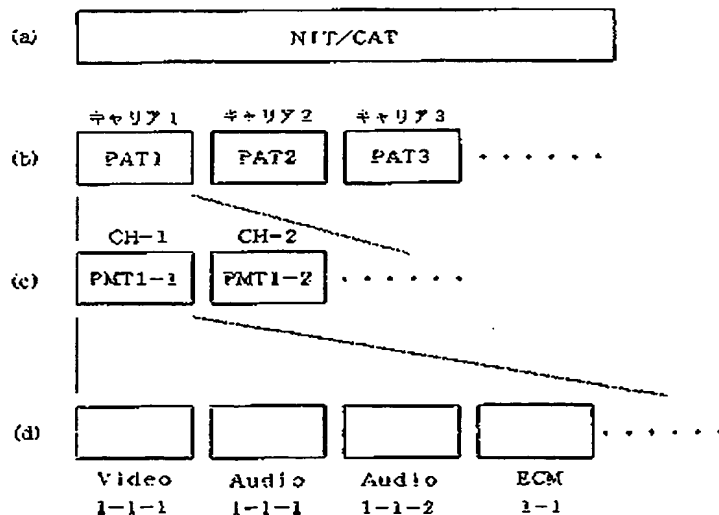 (a) NIT/CAT
キャリア1 キャリア2 キャリア3
(b) PAT1 PAT2 PAT3 ・・・・・・
CH-1 CH-2
(c) PMT1-1 PMT1-2 ・・・・・・
(d) ・・・・・・
Video Audio Audio ECM
1-1-1 1-1-1 1-1-2 1-1